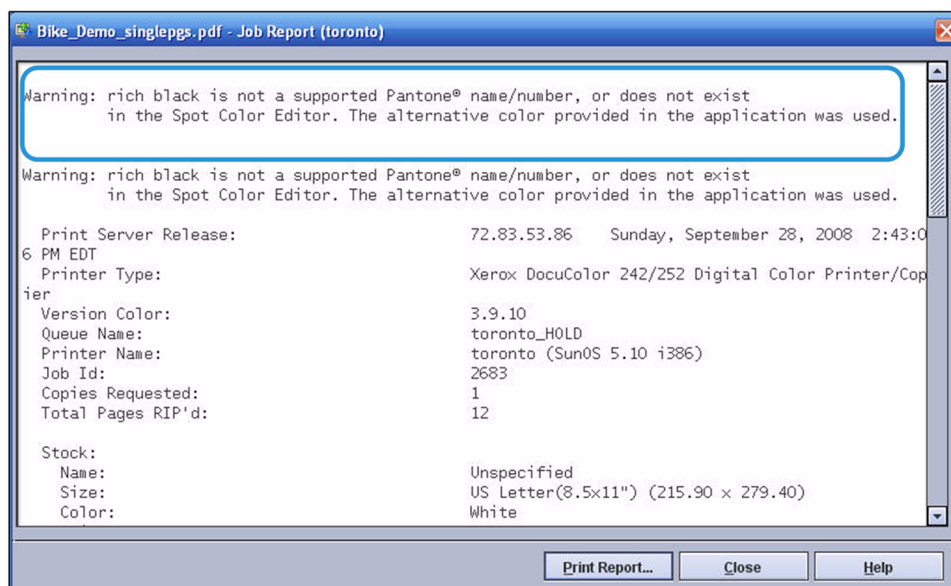 Bike_Demo_singlepgs.pdf - Job Report (toronto)
Warning: rich black is not a supported Pantone® name/number, or does not exist
in the Spot Color Editor. The alternative color provided in the application was used.
Warning: rich black is not a supported Pantone® name/number, or does not exist
in the Spot Color Editor. The alternative color provided in the application was used.
Print Server Release: 72.83.53.86 Sunday, September 28, 2008 2:43:0
6 PM EDT
Printer Type: Xerox DocuColor 242/252 Digital Color Printer/Cop
ier
Version Color: 3.9.10
Queue Name: toronto_HOLD
Printer Name: toronto (SunOS 5.10 i386)
Job Id: 2683
Copies Requested: 1
Total Pages RIP'd: 12
Stock:
Name: Unspecified
Size: US Letter(8.5x11") (215.90 x 279.40)
Color: White
Print Report... Close Help